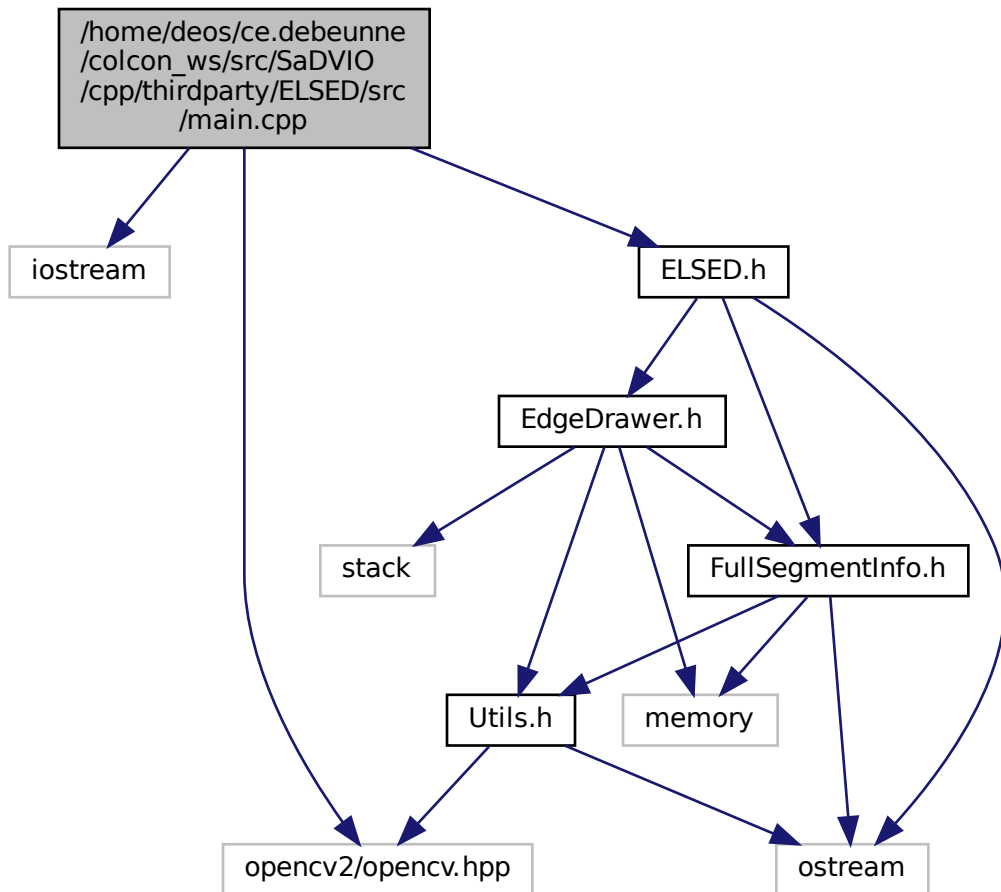 /home/deos/ce.debeunne
/colcon_ws/src/SaDVIO
/cpp/thirdparty/ELSED/src
/main.cpp
iostream
ELSED.h
EdgeDrawer.h
stack
FullSegmentInfo.h
Utils.h
memory
opencv2/opencv.hpp
ostream